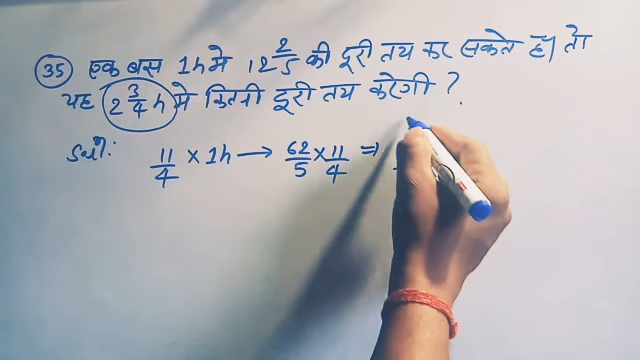 35 एक बस 1h मे 12 2/5 की दूरी तय कर सकते हैं। तो
यह 2 3/4 h मे कितनी दूरी तय करेगी ?
Sol: 11/4 × 1h → 62/5 × 11/4 ⇒